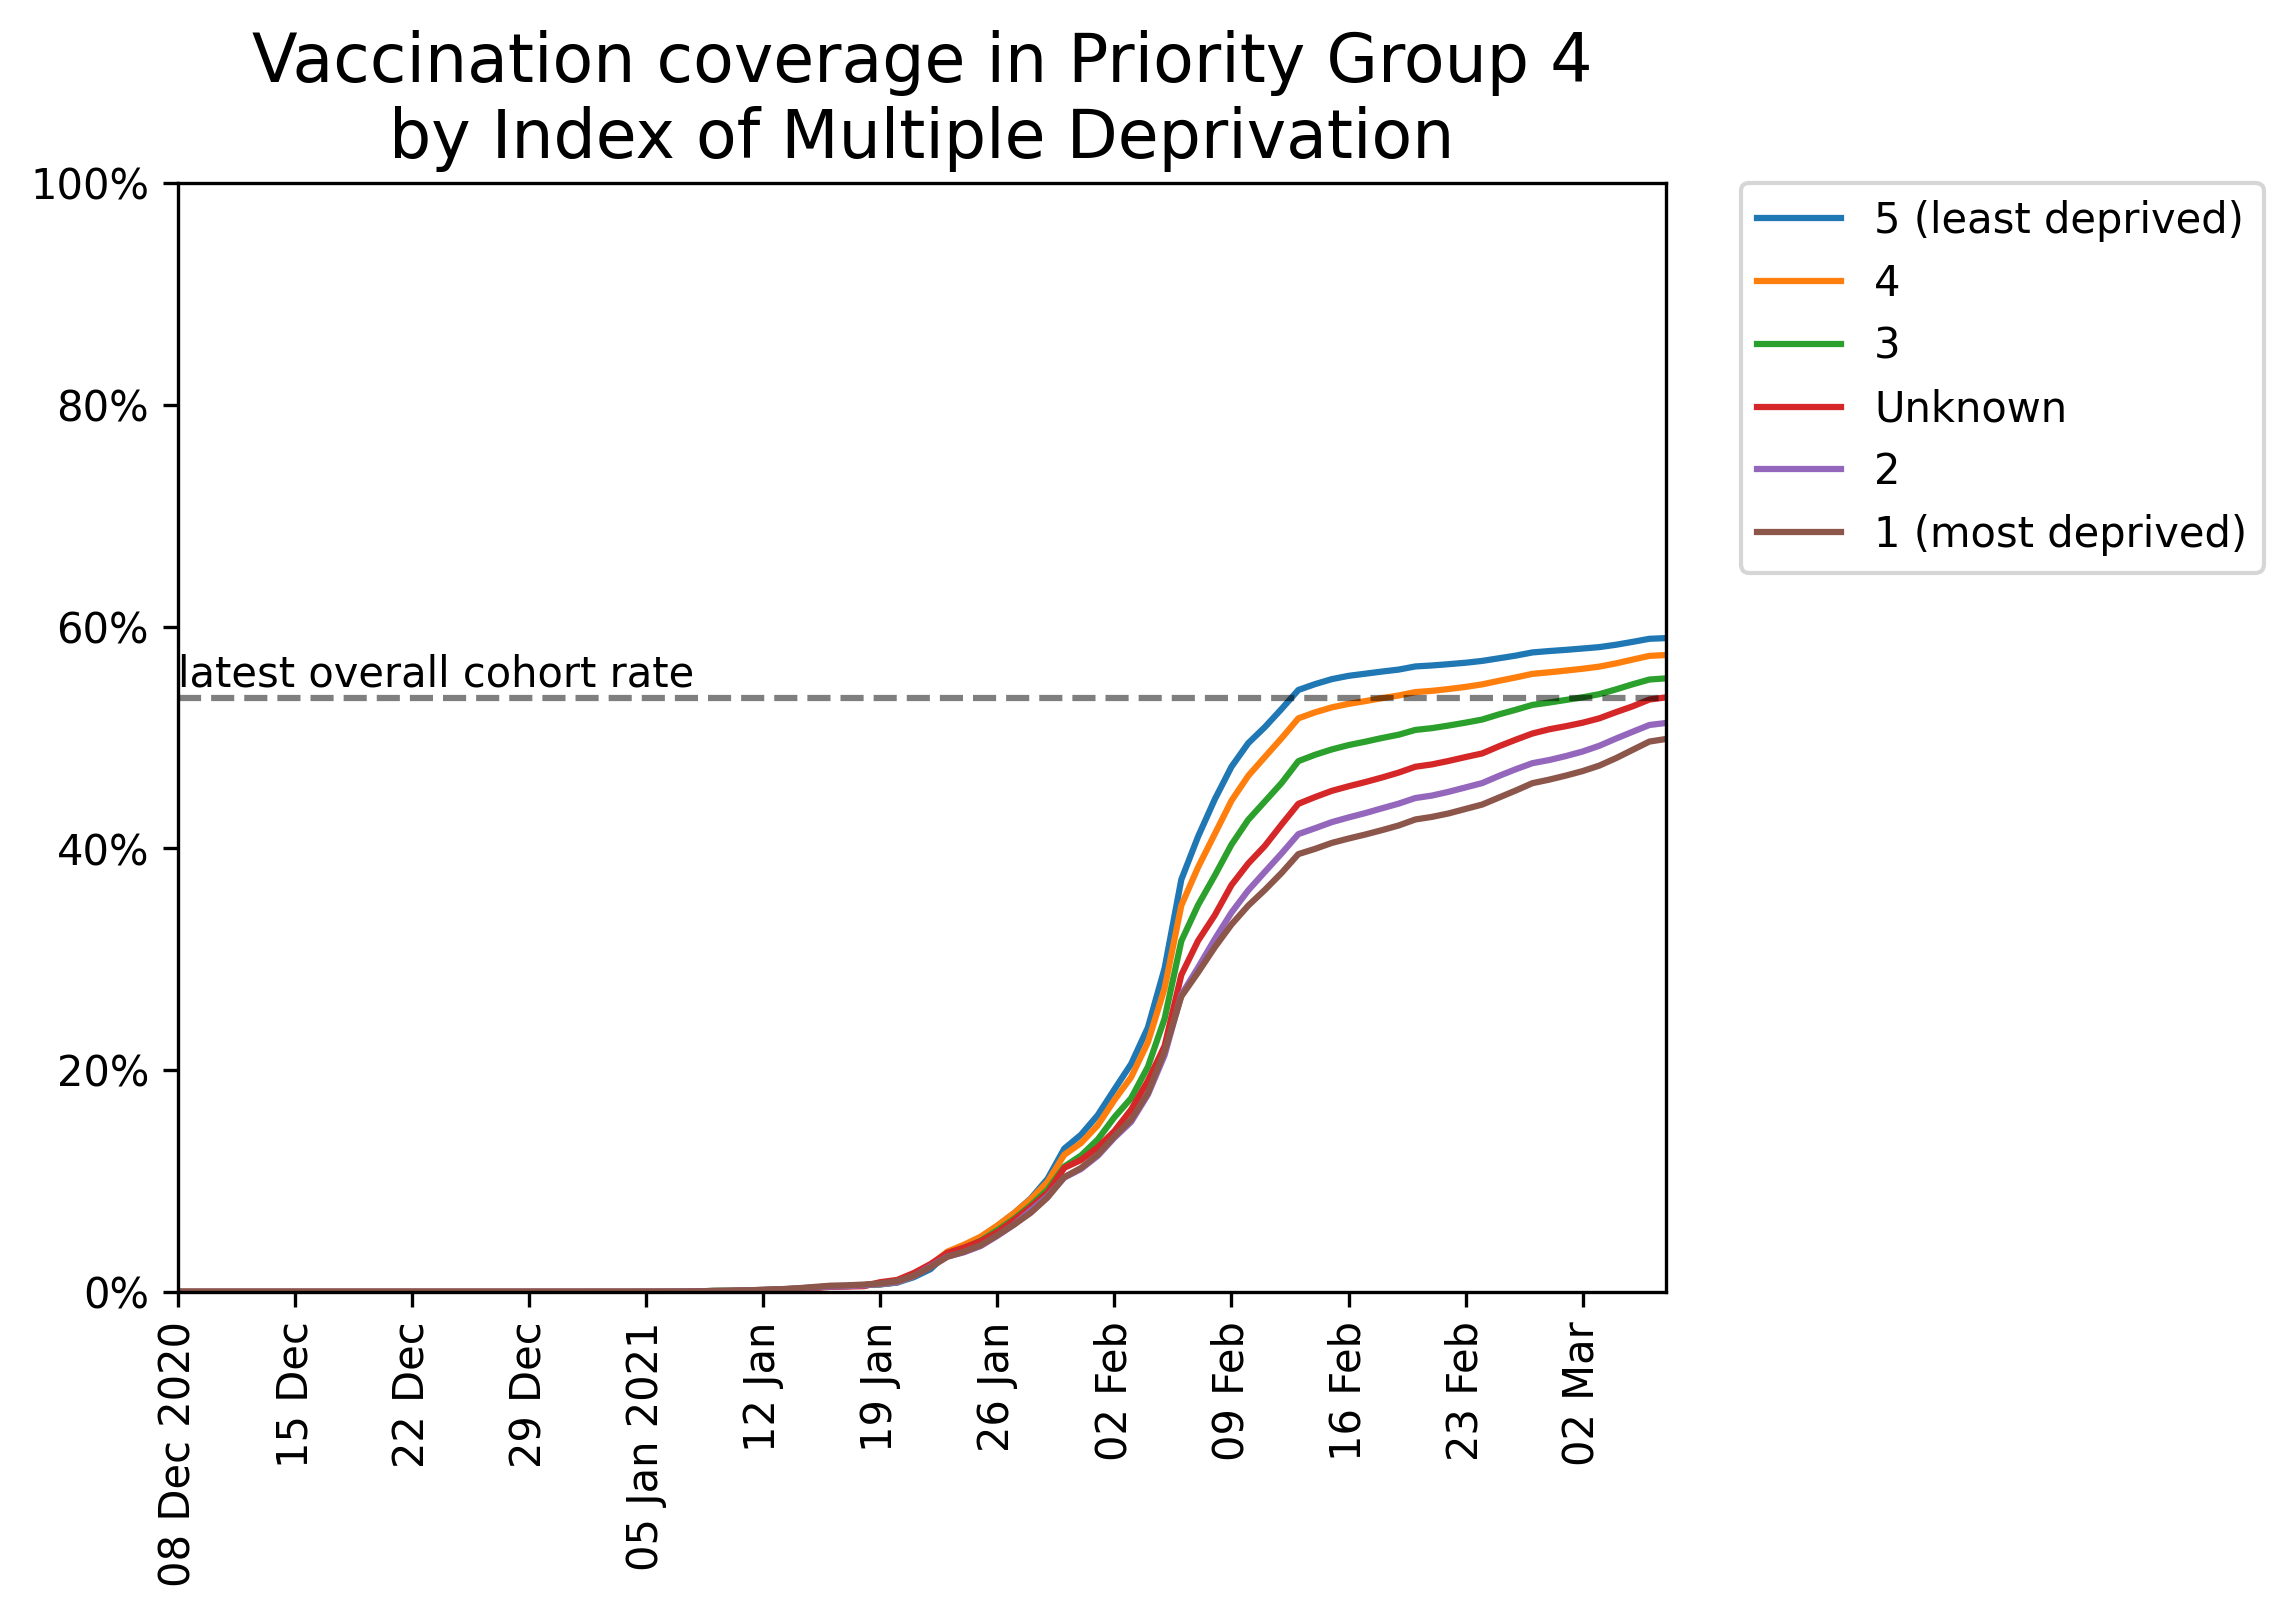 Vaccination coverage in Priority Group 4
by Index of Multiple Deprivation
100%
80%
60%
40%
20%
0%
latest overall cohort rate
5 (least deprived)
4
3
Unknown
2
1 (most deprived)
08 Dec 2020
15 Dec
22 Dec
29 Dec
05 Jan 2021
12 Jan
19 Jan
26 Jan
02 Feb
09 Feb
16 Feb
23 Feb
02 Mar